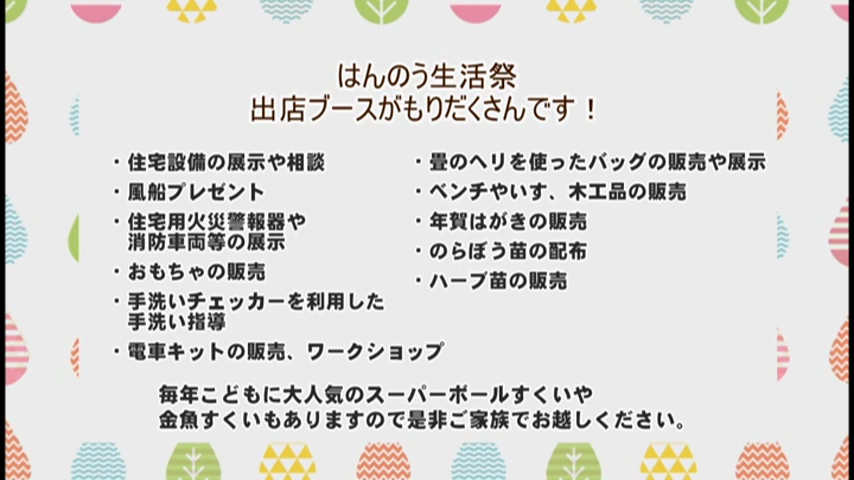 はんのう生活祭
出店ブースがもりだくさんです！
・住宅設備の展示や相談
・風船プレゼント
・住宅用火災警報器や
消防車両等の展示
・おもちゃの販売
・手洗いチェッカーを利用した
手洗い指導
・電車キットの販売、ワークショップ
・畳のヘリを使ったバッグの販売や展示
・ベンチやいす、木工品の販売
・年賀はがきの販売
・のらぼう苗の配布
・ハーブ苗の販売
毎年こどもに大人気のスーパーボールすくいや
金魚すくいもありますので是非ご家族でお越しください。